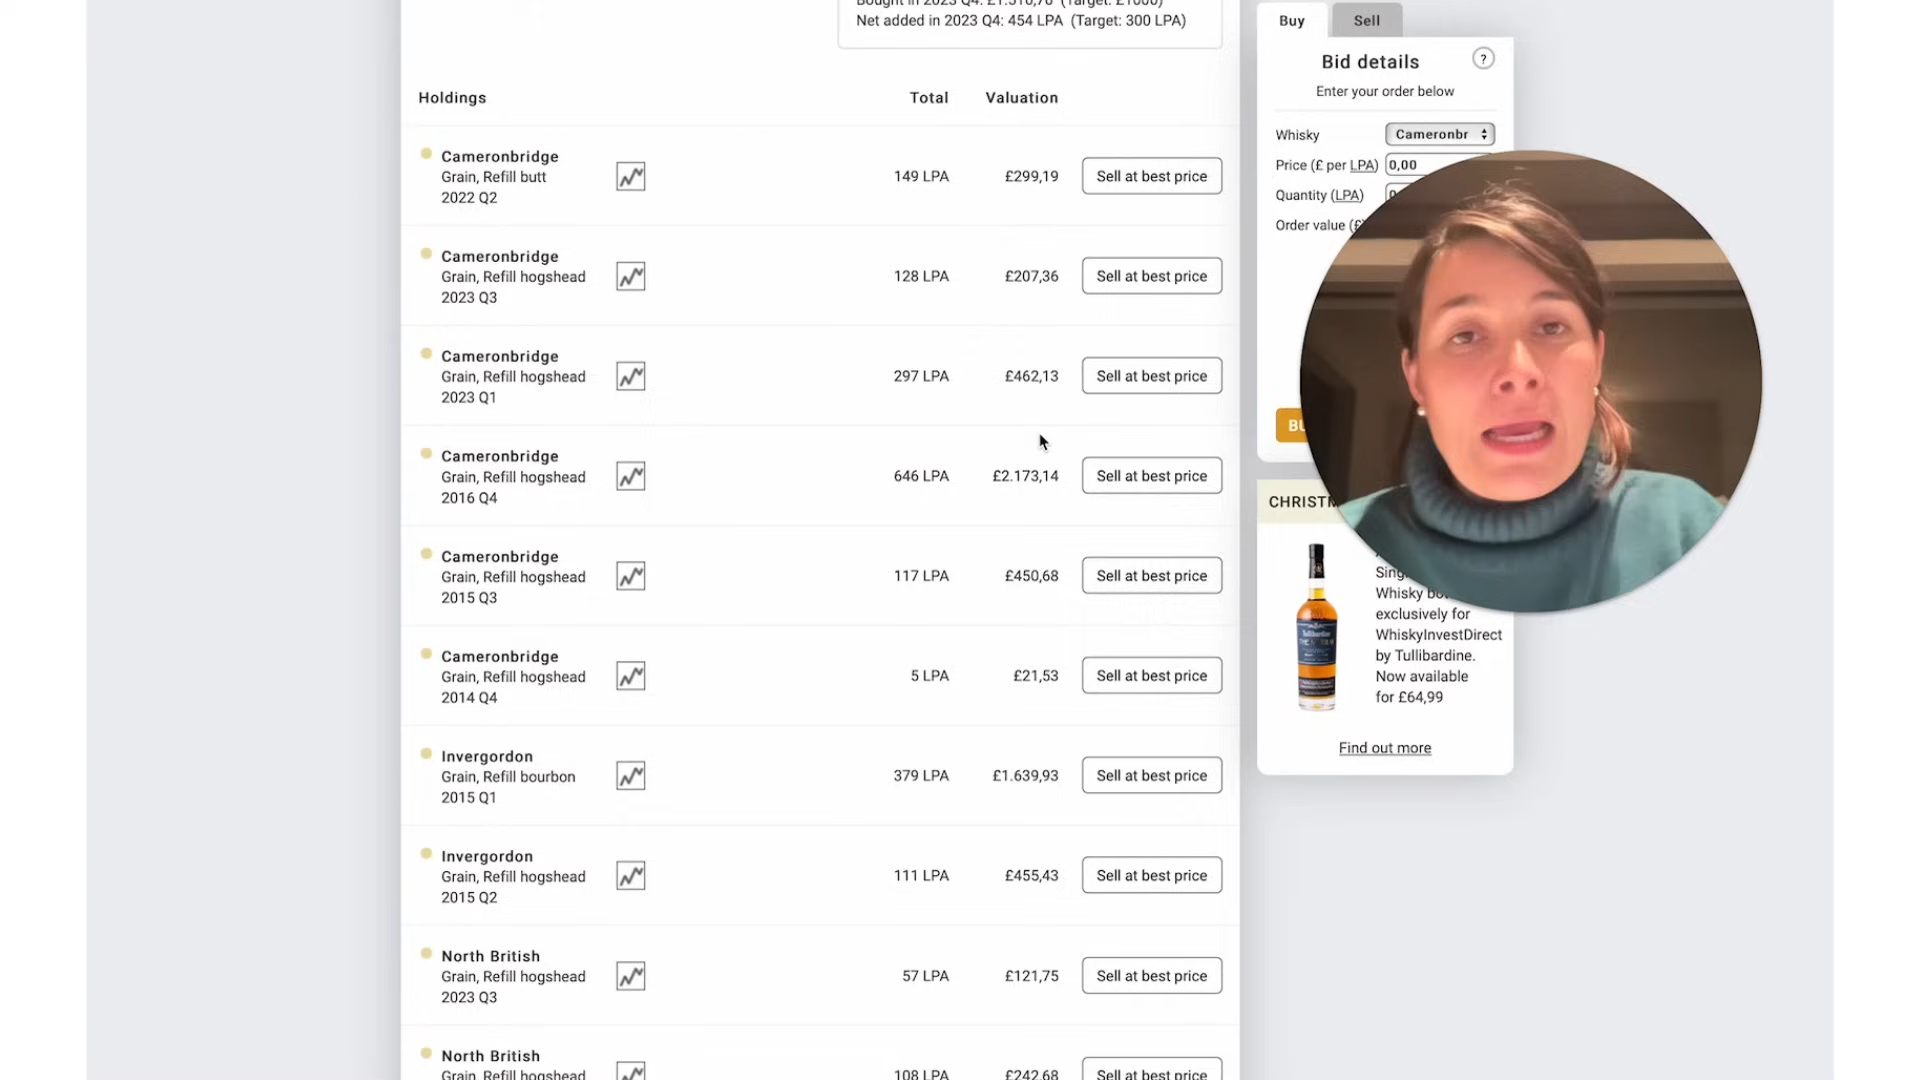 Net added in 2023 Q4: 454 LPA (Target: 300 LPA)
Holdings Total Valuation
Cameronbridge
Grain, Refill butt
2022 Q2
149 LPA £299,19 Sell at best price
Cameronbridge
Grain, Refill hogshead
2023 Q3
128 LPA £207,36 Sell at best price
Cameronbridge
Grain, Refill hogshead
2023 Q1
297 LPA £462,13 Sell at best price
Cameronbridge
Grain, Refill hogshead
2016 Q4
646 LPA £2.173,14 Sell at best price
Cameronbridge
Grain, Refill hogshead
2015 Q3
117 LPA £450,68 Sell at best price
Cameronbridge
Grain, Refill hogshead
2014 Q4
5 LPA £21,53 Sell at best price
Invergordon
Grain, Refill bourbon
2015 Q1
379 LPA £1.639,93 Sell at best price
Invergordon
Grain, Refill hogshead
2015 Q2
111 LPA £455,43 Sell at best price
North British
Grain, Refill hogshead
2023 Q3
57 LPA £121,75 Sell at best price
North British
Grain, Refill hogshead
108 LPA £242,68 Sell at best price
Buy Sell
Bid details ?
Enter your order below
Whisky Cameronbr
Price (£ per LPA) 0,00
Quantity (LPA)
Order value (£
BU
CHRISTM
Whisky
exclusively for
WhiskyInvestDirect
by Tullibardine.
Now available
for £64,99
Find out more